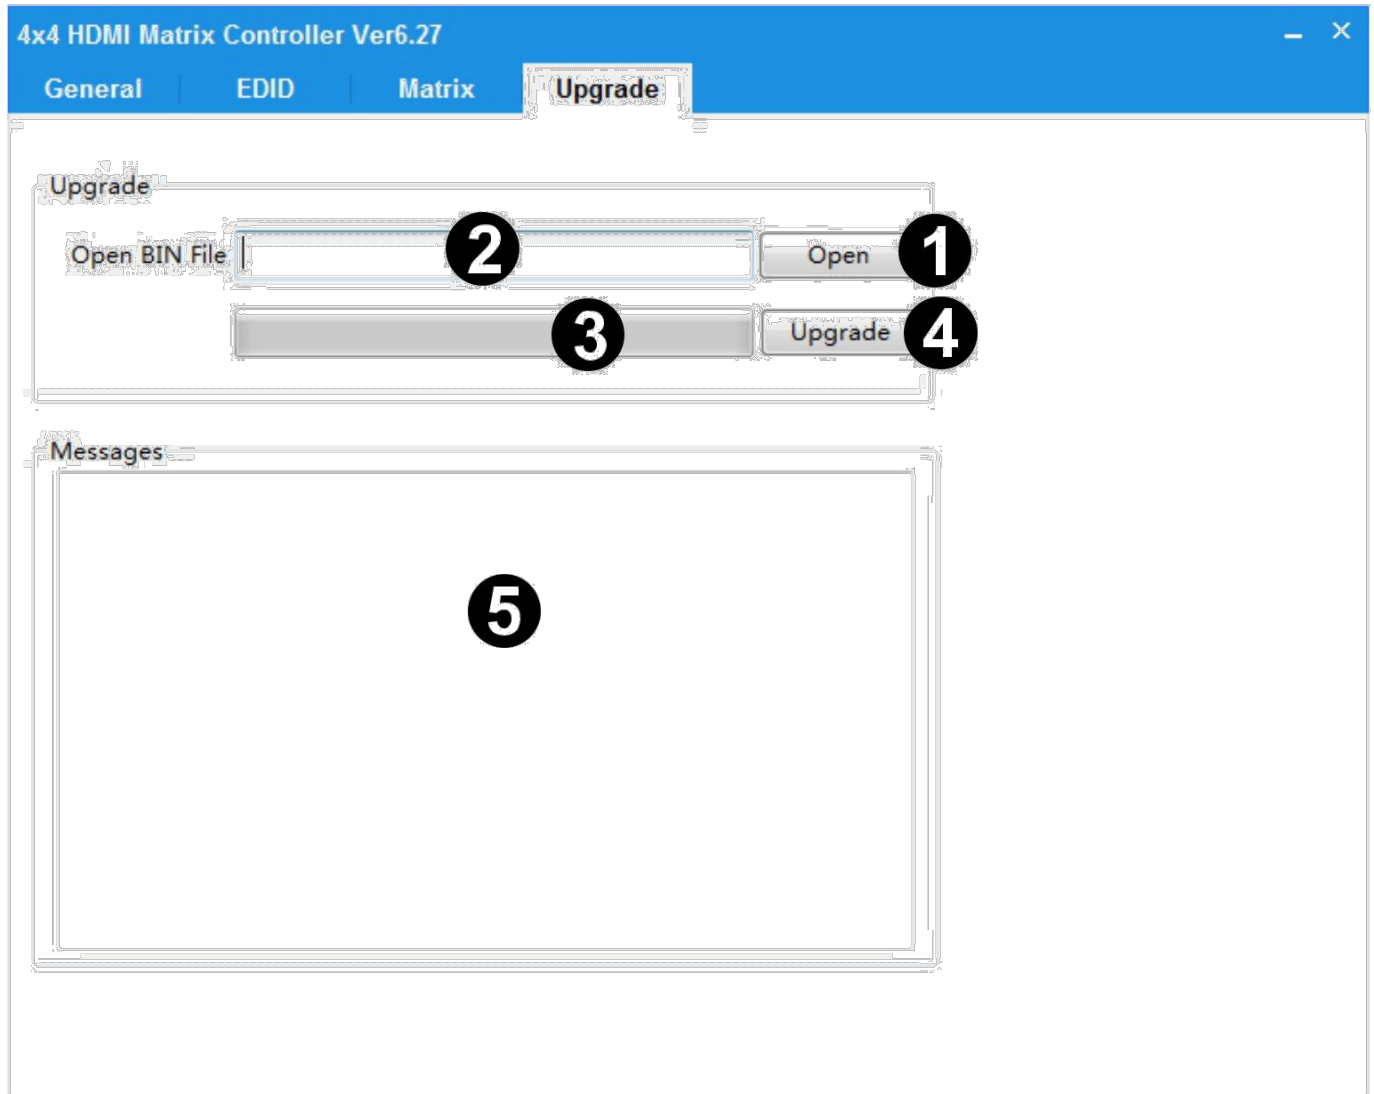 4x4 HDMI Matrix Controller Ver6.27
General EDID Matrix Upgrade
Upgrade
Open BIN File 2 Open 1
3 Upgrade 4
Messages
5